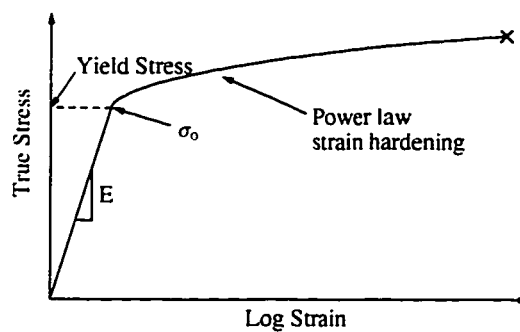 Yield Stress
σo
Power law
strain hardening
E
True Stress
Log Strain